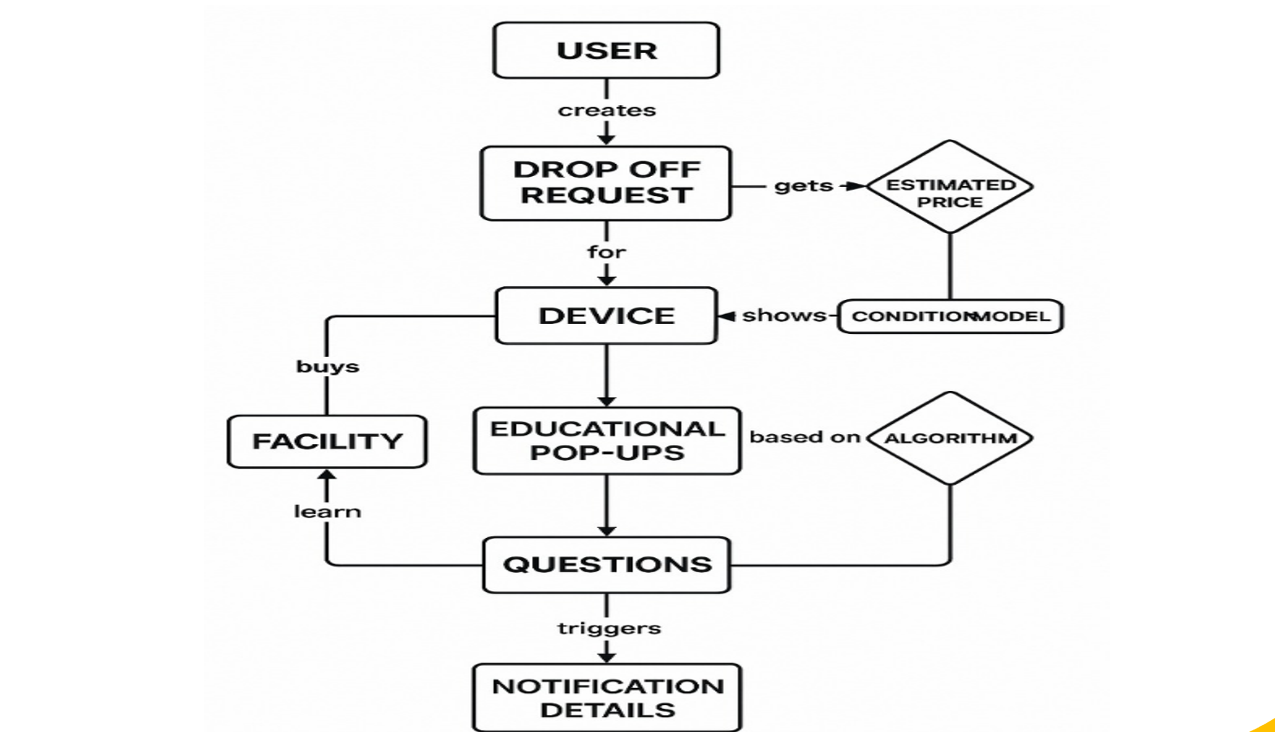 USER
creates
DROP OFF
REQUEST
gets
ESTIMATED
PRICE
for
DEVICE
shows
CONDITIONMODEL
buys
FACILITY
EDUCATIONAL
POP-UPS
based on
ALGORITHM
learn
QUESTIONS
triggers
NOTIFICATION
DETAILS